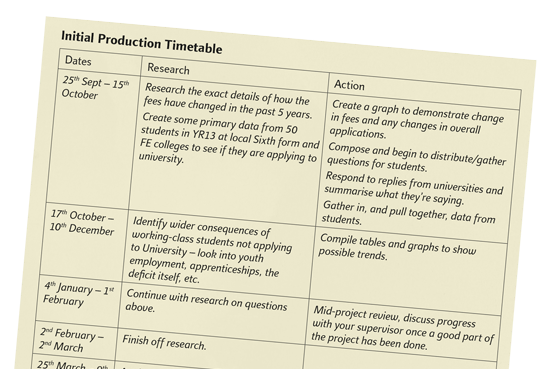 Initial Production Timetable
Dates
Research
Action
25th Sept – 15th
October
Research the exact details of how the
fees have changed in the past 5 years.
Create some primary data from 50
students in YR13 at local Sixth form and
FE colleges to see if they are applying to
university.
Create a graph to demonstrate change
in fees and any changes in overall
applications.
Compose and begin to distribute/gather
questions for students.
Respond to replies from universities and
summarise what they're saying.
Gather in, and pull together, data from
students.
17th October –
10th December
Identify wider consequences of
working-class students not applying
to University – look into youth
employment, apprenticeships, the
deficit itself, etc.
Compile tables and graphs to show
possible trends.
4th January – 1st
February
Continue with research on questions
above.
Mid-project review, discuss progress
with your supervisor once a good part of
the project has been done.
2nd February –
2nd March
Finish off research.
25th March